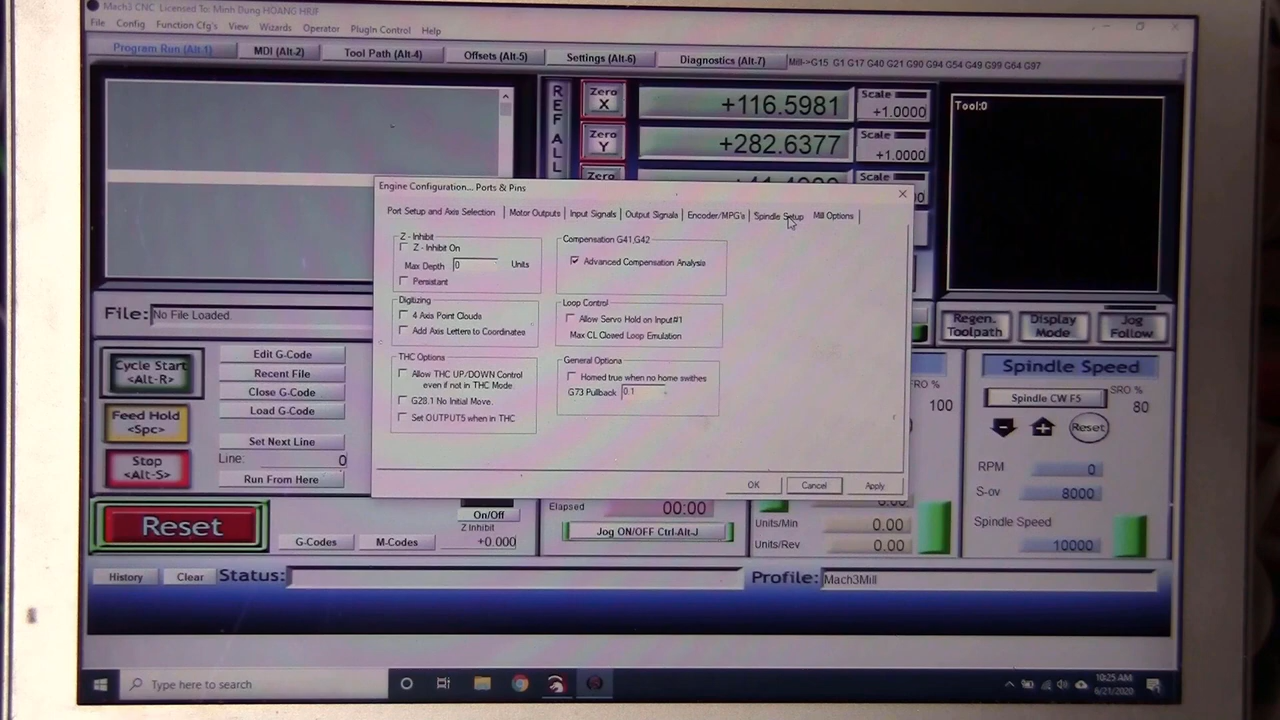 Mach3 CNC Licensed To: Minh Dung HOANG HRIF
File Config Function Cfg's View Wizards Operator PlugIn Control Help
Program Run (Alt-1) MDI (Alt-2) Tool Path (Alt-4) Offsets (Alt-5) Settings (Alt-6) Diagnostics (Alt-7) Mill->G15 G1 G17 G40 G21 G90 G94 G54 G49 G99 G64 G97
REF ALL
Zero X +116.5981 Scale +1.0000
Zero Y +282.6377 Scale +1.0000
Zero Scale
Tool:0
Engine Configuration... Ports & Pins
Port Setup and Axis Selection Motor Outputs Input Signals Output Signals Encoder/MPG's Spindle Setup Mill Options
Z - Inhibit
Z - Inhibit On
Max Depth 0 Units
Persistant
Compensation G41,G42
Advanced Compensation Analysis
Digitizing
4 Axis Point Clouds
Add Axis Letters to Coordinates
Loop Control
Allow Servo Hold on Input#1
Max CL Closed Loop Emulation
THC Options
Allow THC UP/DOWN Control
even if not in THC Mode
G28.1 No Initial Move.
Set OUTPUT5 when in THC
General Options
Homed true when no home swithes
G73 Pullback 0.1
OK Cancel Apply
File: No File Loaded.
Regen. Toolpath
Display Mode
Jog Follow
Cycle Start
<Alt-R>
Feed Hold
<Spc>
Stop
<Alt-S>
Edit G-Code
Recent File
Close G-Code
Load G-Code
Set Next Line
Line: 0
Run From Here
FRO %
100
Spindle Speed
Spindle CW F5
SRO %
80
Reset
RPM 0
S-ov 8000
Spindle Speed
10000
Reset
G-Codes M-Codes
On/Off
Z Inhibit
+0.000
Elapsed 00:00
Jog ON/OFF Ctrl-Alt-J
Units/Min 0.00
Units/Rev 0.00
History Clear Status: Profile: Mach3Mill
Type here to search
10:25 AM
6/21/2020